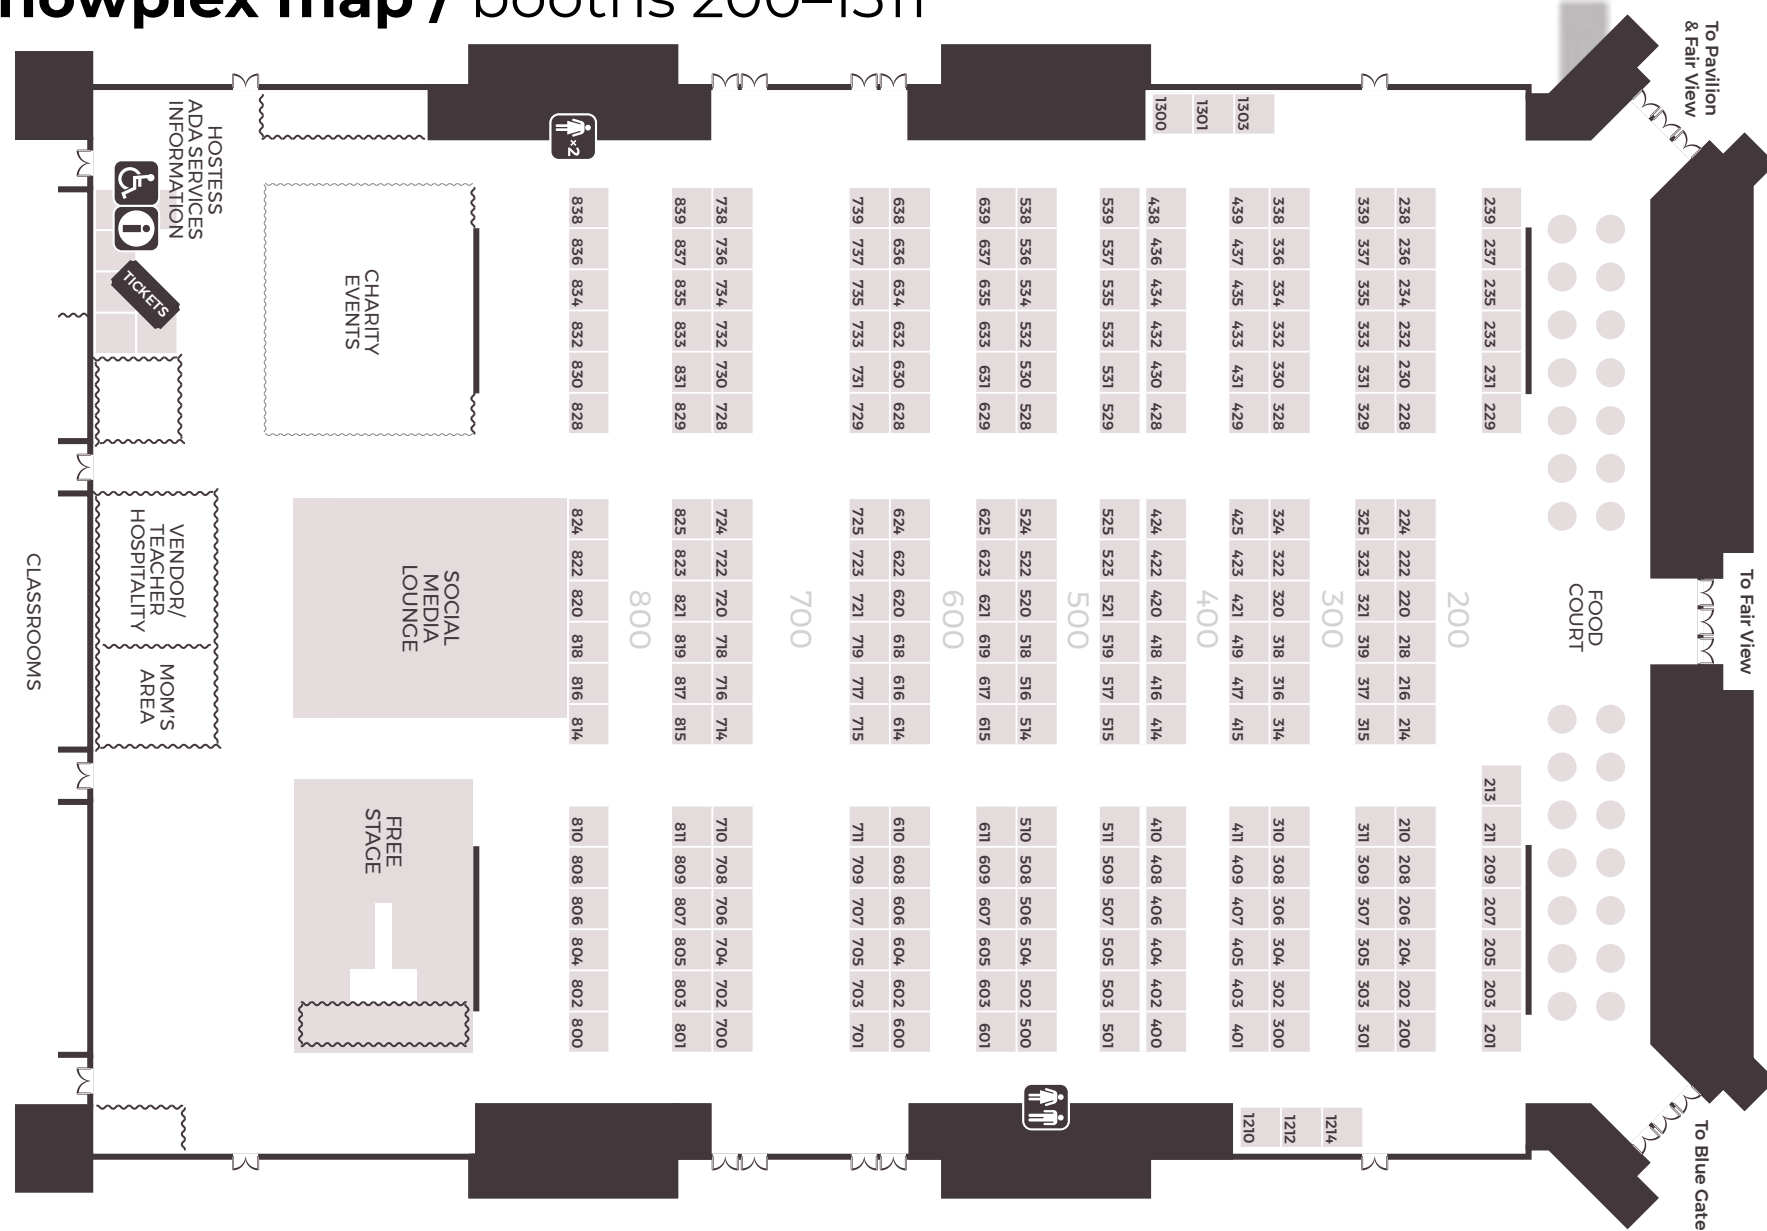 howplex map / booths 200–1311
To Pavilion
& Fair View
HOSTESS
ADA SERVICES
INFORMATION
×2
1300 1301 1303
TICKETS
CHARITY
EVENTS
838 839 738 739 638 639 538 539 438 439 338 339 238 239
836 837 736 737 636 637 536 537 436 437 336 337 236 237
834 835 734 735 634 635 534 535 434 435 334 335 234 235
832 833 732 733 632 633 532 533 432 433 332 333 232 233
830 831 730 731 630 631 530 531 430 431 330 331 230 231
828 829 728 729 628 629 528 529 428 429 328 329 228 229
CLASSROOMS
VENDOR/
TEACHER
HOSPITALITY
MOM'S
AREA
SOCIAL
MEDIA
LOUNGE
824 825 724 725 624 625 524 525 424 425 324 325 224
822 823 722 723 622 623 522 523 422 423 322 323 222
820 821 720 721 620 621 520 521 420 421 320 321 220
818 819 718 719 618 619 518 519 418 419 318 319 218
816 817 716 717 616 617 516 517 416 417 316 317 216
814 815 714 715 614 615 514 515 414 415 314 315 214
800 700 600 500 400 300 200
FOOD
COURT
To Fair View
FREE
STAGE
213
810 811 710 711 610 611 510 511 410 411 310 311 210 211
808 809 708 709 608 609 508 509 408 409 308 309 208 209
806 807 706 707 606 607 506 507 406 407 306 307 206 207
804 805 704 705 604 605 504 505 404 405 304 305 204 205
802 803 702 703 602 603 502 503 402 403 302 303 202 203
800 801 700 701 600 601 500 501 400 401 300 301 200 201
1210 1212 1214
To Blue Gate